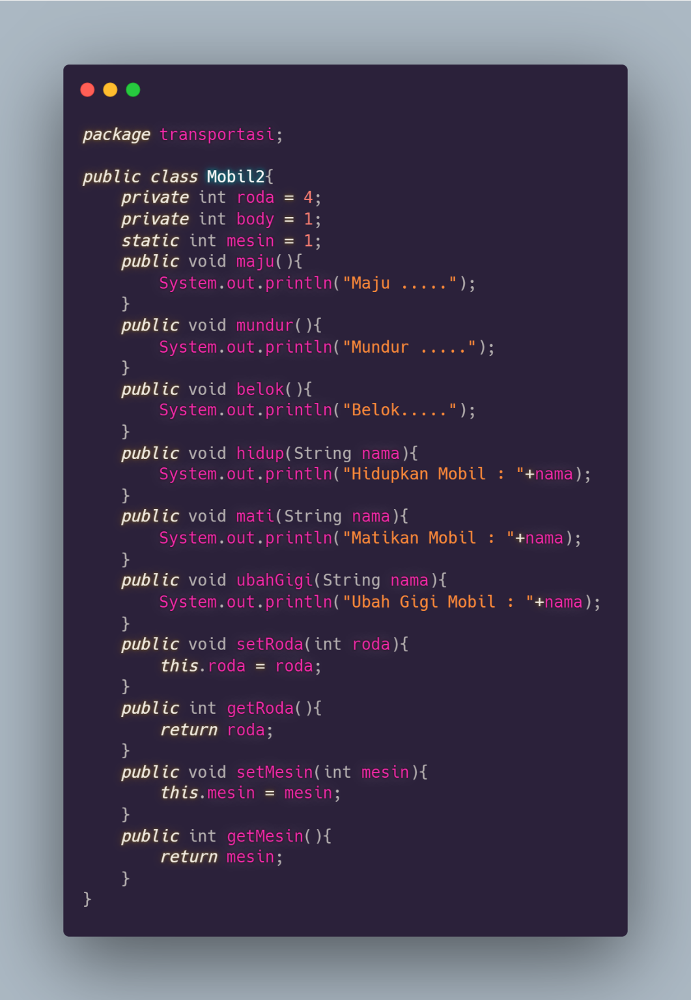 package transportasi;

public class Mobil2{
    private int roda = 4;
    private int body = 1;
    static int mesin = 1;
    public void maju(){
        System.out.println("Maju .....");
    }
    public void mundur(){
        System.out.println("Mundur .....");
    }
    public void belok(){
        System.out.println("Belok.....");
    }
    public void hidup(String nama){
        System.out.println("Hidupkan Mobil : "+nama);
    }
    public void mati(String nama){
        System.out.println("Matikan Mobil : "+nama);
    }
    public void ubahGigi(String nama){
        System.out.println("Ubah Gigi Mobil : "+nama);
    }
    public void setRoda(int roda){
        this.roda = roda;
    }
    public int getRoda(){
        return roda;
    }
    public void setMesin(int mesin){
        this.mesin = mesin;
    }
    public int getMesin(){
        return mesin;
    }
}